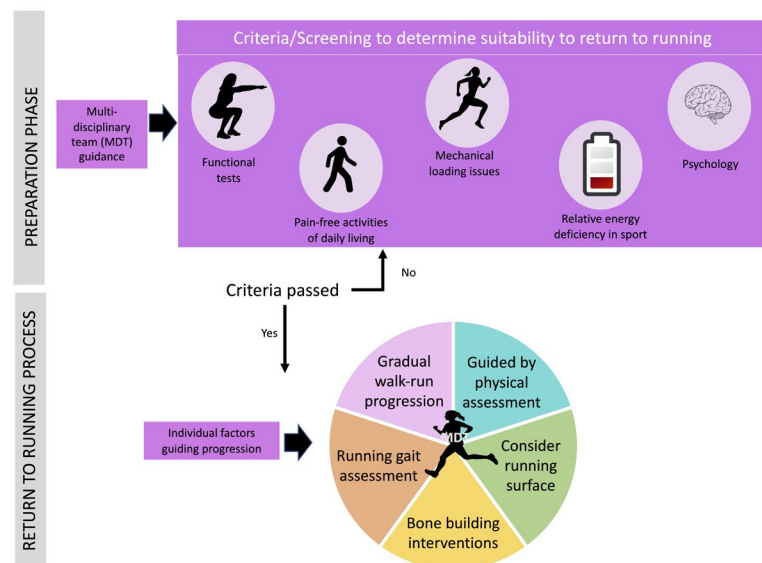 PREPARATION PHASE
Criteria/Screening to determine suitability to return to running
Multi-
disciplinary
team (MDT)
guidance
Functional
tests
Pain-free activities
of daily living
Mechanical
loading issues
Relative energy
deficiency in sport
Psychology
Criteria passed
No
Yes
RETURN TO RUNNING PROCESS
Individual factors
guiding progression
Gradual
walk-run
progression
Guided by
physical
assessment
Running gait
assessment
MDT
Consider
running
surface
Bone building
interventions